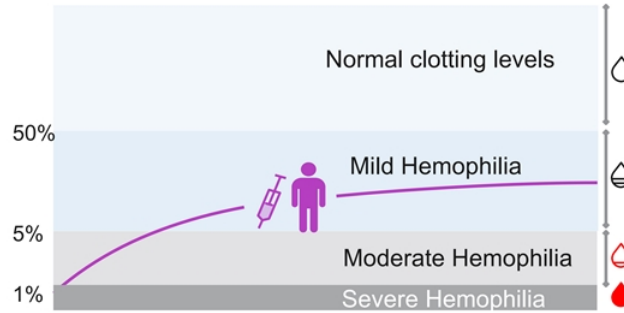 Normal clotting levels
50%
Mild Hemophilia
5%
Moderate Hemophilia
1%
Severe Hemophilia